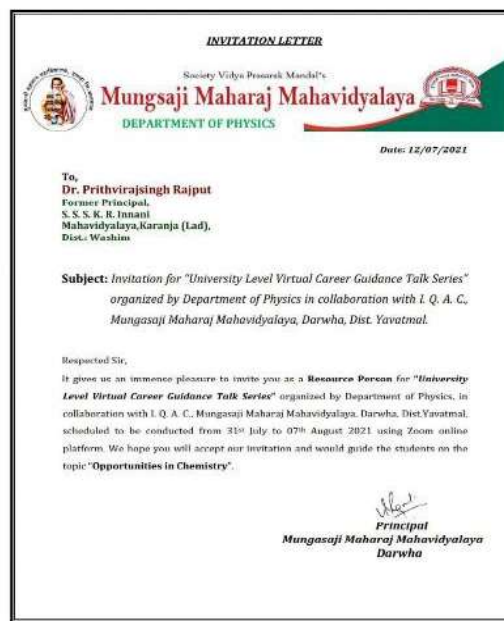 INVITATION LETTER
Society Vidya Prasarak Mandal's
Mungsaji Maharaj Mahavidyalaya
DEPARTMENT OF PHYSICS
Date: 12/07/2021
To,
Dr. Prithvirajsingh Rajput
Former Principal,
S. S. S. K. R. Innani
Mahavidyalaya,Karanja (Lad),
Dist.: Washim
Subject: Invitation for "University Level Virtual Career Guidance Talk Series"
organized by Department of Physics in collaboration with I. Q. A. C.,
Mungasaji Maharaj Mahavidyalaya, Darwha, Dist. Yavatmal.
Respected Sir,
It gives us an immense pleasure to invite you as a Resource Person for "University
Level Virtual Career Guidance Talk Series" organized by Department of Physics, in
collaboration with I. Q. A. C., Mungasaji Maharaj Mahavidyalaya, Darwha, Dist.Yavatmal,
scheduled to be conducted from 31st July to 07th August 2021 using Zoom online
platform. We hope you will accept our invitation and would guide the students on the
topic "Opportunities in Chemistry".
Principal
Mungasaji Maharaj Mahavidyalaya
Darwha